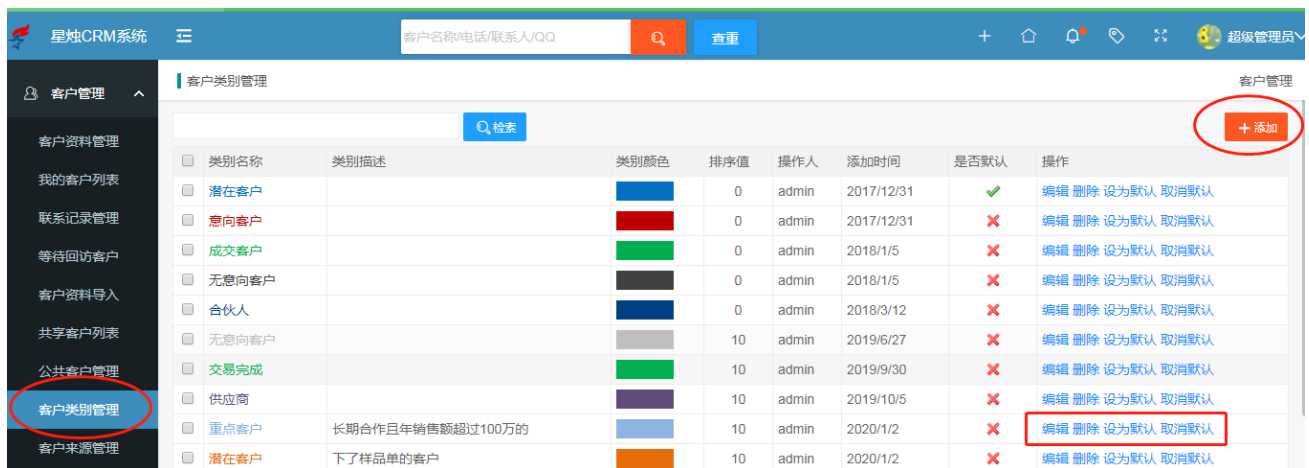 星烛CRM系统 客户名称/电话/联系人/QQ 查重 超级管理员
客户管理 客户类别管理 客户管理
检索 添加
客户资料管理
我的客户列表
联系记录管理
等待回访客户
客户资料导入
共享客户列表
公共客户管理
客户类别管理
客户来源管理
类别名称 类别描述 类别颜色 排序值 操作人 添加时间 是否默认 操作
潜在客户 0 admin 2017/12/31 编辑 删除 设为默认 取消默认
意向客户 0 admin 2017/12/31 编辑 删除 设为默认 取消默认
成交客户 0 admin 2018/1/5 编辑 删除 设为默认 取消默认
无意向客户 0 admin 2018/1/5 编辑 删除 设为默认 取消默认
合伙人 0 admin 2018/3/12 编辑 删除 设为默认 取消默认
无意向客户 10 admin 2019/6/27 编辑 删除 设为默认 取消默认
交易完成 10 admin 2019/9/30 编辑 删除 设为默认 取消默认
供应商 10 admin 2019/10/5 编辑 删除 设为默认 取消默认
重点客户 长期合作且年销售额超过100万的 10 admin 2020/1/2 编辑 删除 设为默认 取消默认
潜在客户 下了样品单的客户 10 admin 2020/1/2 编辑 删除 设为默认 取消默认